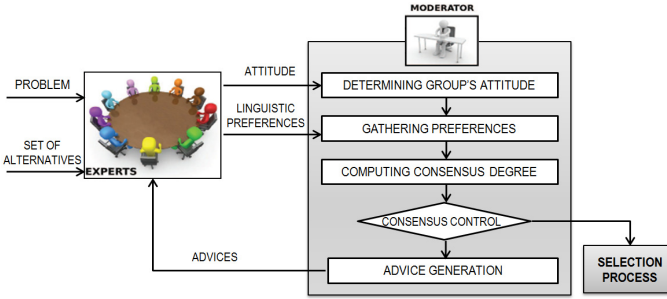 MODERATOR
PROBLEM
SET OF
ALTERNATIVES
EXPERTS
ATTITUDE
LINGUISTIC
PREFERENCES
DETERMINING GROUP'S ATTITUDE
GATHERING PREFERENCES
COMPUTING CONSENSUS DEGREE
CONSENSUS CONTROL
ADVICES
ADVICE GENERATION
SELECTION
PROCESS